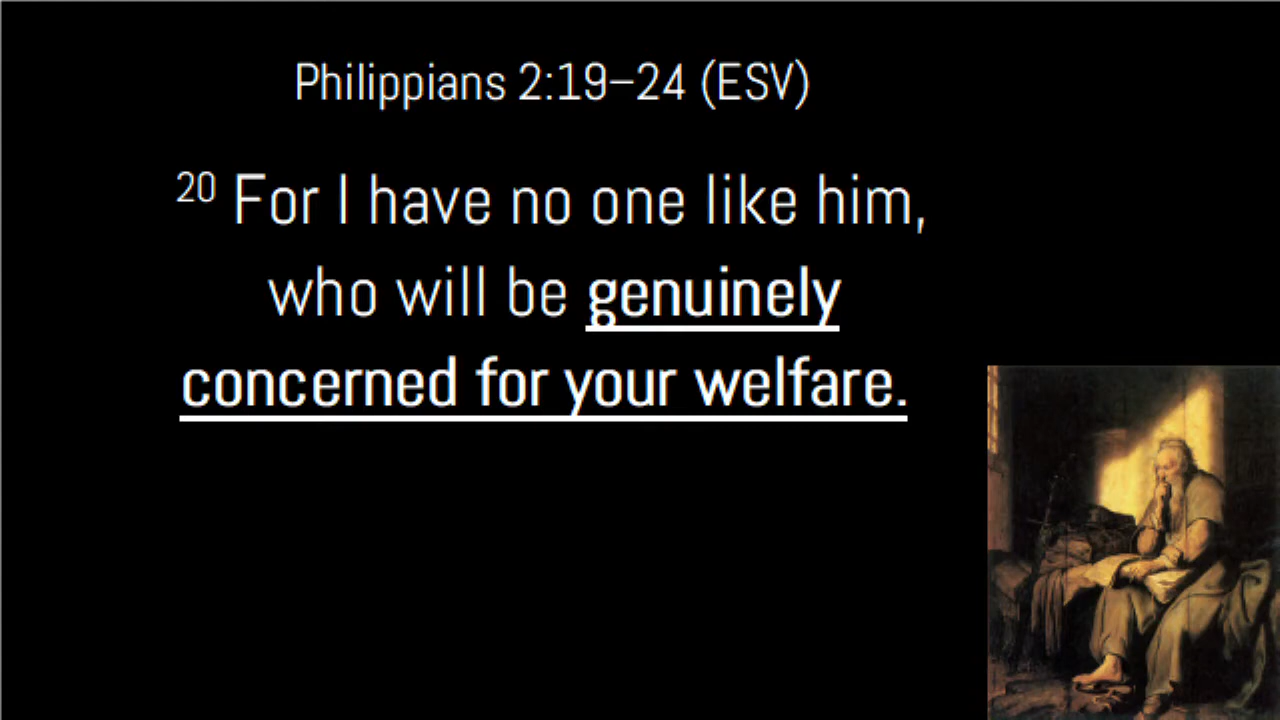 Philippians 2:19–24 (ESV)
20 For I have no one like him,
who will be genuinely
concerned for your welfare.